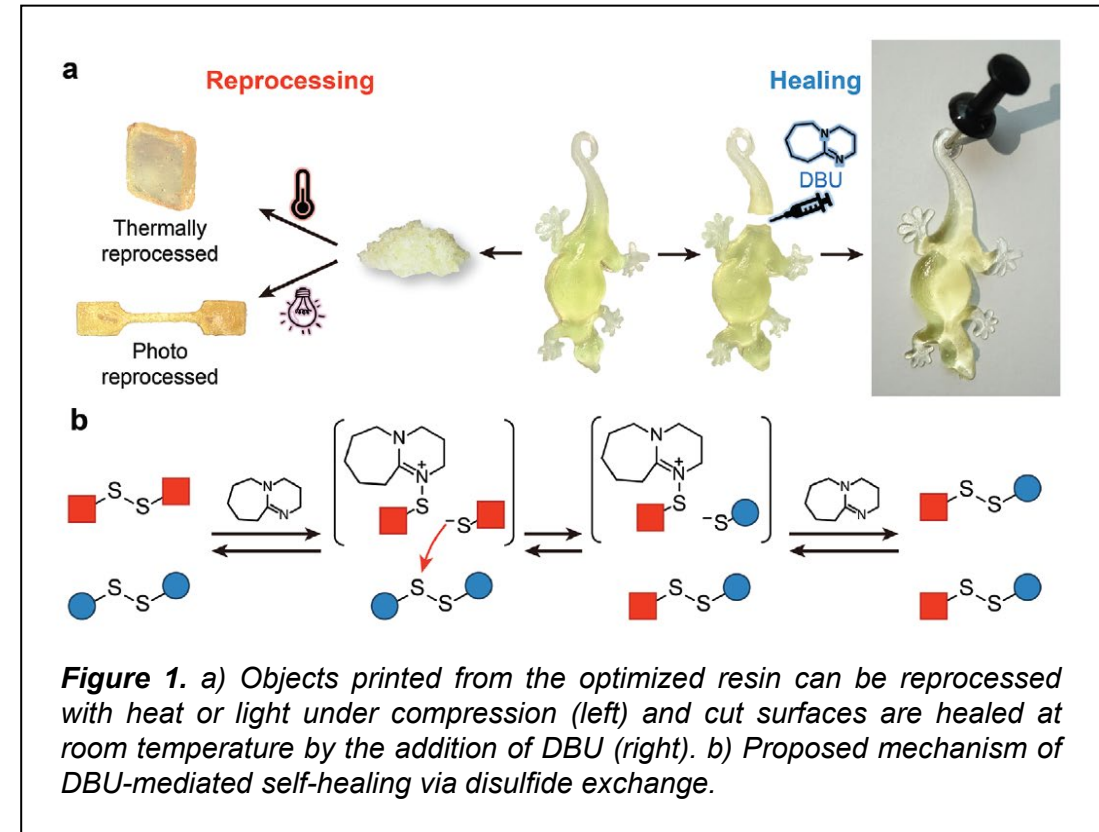 a
Reprocessing
Healing
N
N
DBU
Thermally
reprocessed
Photo
reprocessed
b
S
S
N
N
N
N+
S
-S
S
S
N
N+
S
-S
N
N
S
S
S
S
S
S
S
S
Figure 1. a) Objects printed from the optimized resin can be reprocessed
with heat or light under compression (left) and cut surfaces are healed at
room temperature by the addition of DBU (right). b) Proposed mechanism of
DBU-mediated self-healing via disulfide exchange.